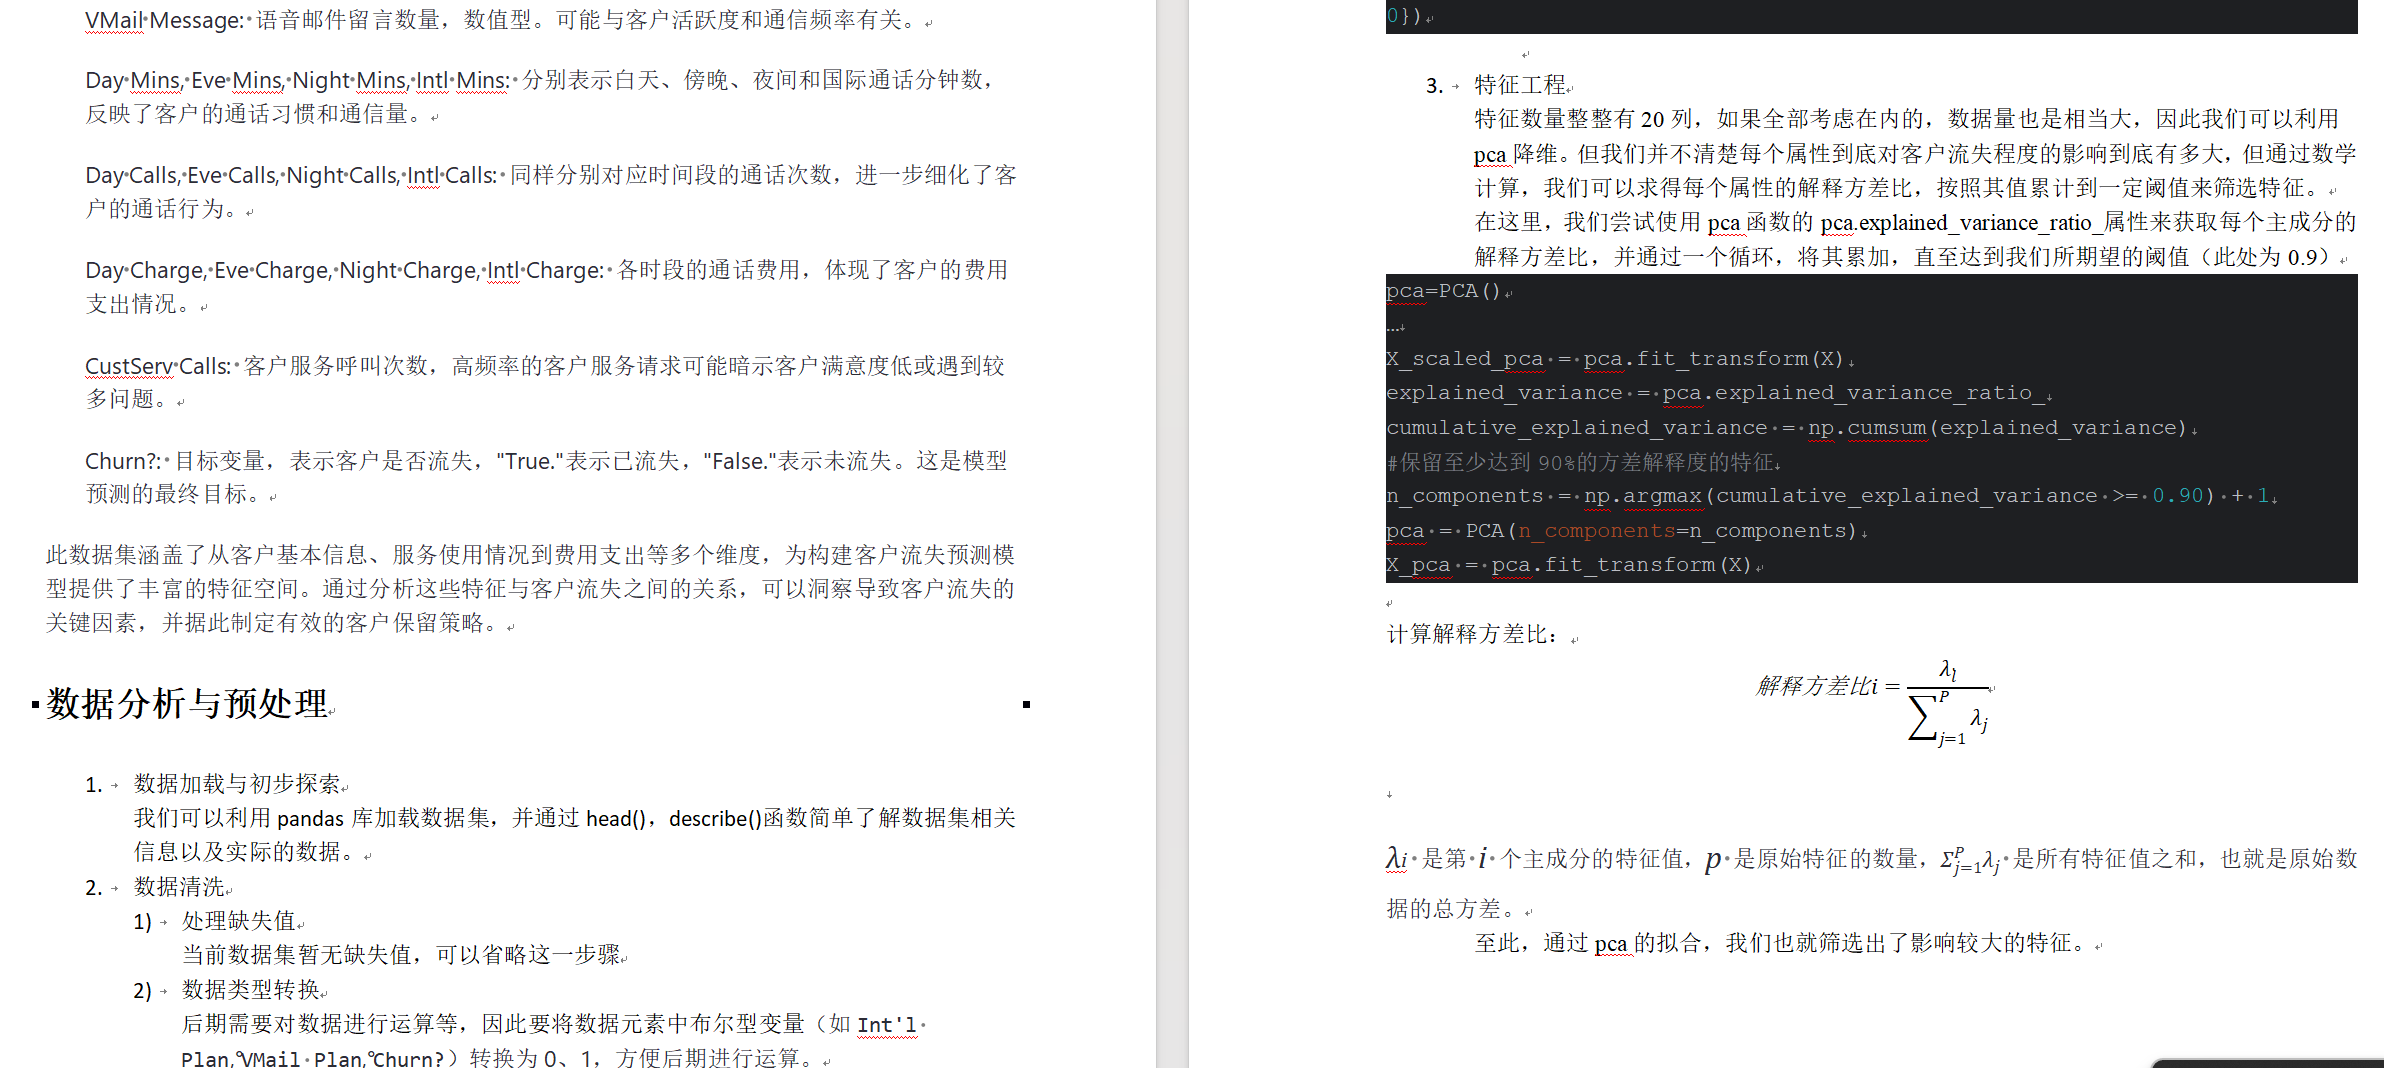 VMail Message: 语音邮件留言数量，数值型。可能与客户活跃度和通信频率有关。
Day Mins, Eve Mins, Night Mins, Intl Mins: 分别表示白天、傍晚、夜间和国际通话分钟数，
反映了客户的通话习惯和通信量。
Day Calls, Eve Calls, Night Calls, Intl Calls: 同样分别对应时间段的通话次数，进一步细化了客
户的通话行为。
Day Charge, Eve Charge, Night Charge, Intl Charge: 各时段的通话费用，体现了客户的费用
支出情况。
CustServ Calls: 客户服务呼叫次数，高频率的客户服务请求可能暗示客户满意度低或遇到较
多问题。
Churn?: 目标变量，表示客户是否流失，"True."表示已流失，"False."表示未流失。这是模型
预测的最终目标。
此数据集涵盖了从客户基本信息、服务使用情况到费用支出等多个维度，为构建客户流失预测模
型提供了丰富的特征空间。通过分析这些特征与客户流失之间的关系，可以洞察导致客户流失的
关键因素，并据此制定有效的客户保留策略。
数据分析与预处理
1. 数据加载与初步探索
我们可以利用 pandas 库加载数据集，并通过 head()，describe()函数简单了解数据集相关
信息以及实际的数据。
2. 数据清洗
1) 处理缺失值
当前数据集暂无缺失值，可以省略这一步骤
2) 数据类型转换
后期需要对数据进行运算等，因此要将数据元素中布尔型变量（如 Int'l
Plan, VMail Plan, Churn?）转换为 0、1，方便后期进行运算。
0})
3. 特征工程
特征数量整整有 20 列，如果全部考虑在内的，数据量也是相当大，因此我们可以利用
pca 降维。但我们并不清楚每个属性到底对客户流失程度的影响到底有多大，但通过数学
计算，我们可以求得每个属性的解释方差比，按照其值累计到一定阈值来筛选特征。
在这里，我们尝试使用 pca 函数的 pca.explained_variance_ratio_属性来获取每个主成分的
解释方差比，并通过一个循环，将其累加，直至达到我们所期望的阈值（此处为 0.9）
pca=PCA()
…
X_scaled_pca = pca.fit_transform(X)
explained_variance = pca.explained_variance_ratio_
cumulative_explained_variance = np.cumsum(explained_variance)
#保留至少达到 90%的方差解释度的特征
n_components = np.argmax(cumulative_explained_variance >= 0.90) + 1
pca = PCA(n_components=n_components)
X_pca = pca.fit_transform(X)
计算解释方差比：
解释方差比i = λl / ∑_{j=1}^{P} λj
λi 是第 i 个主成分的特征值，p 是原始特征的数量，Σ_{j=1}^{P} λj 是所有特征值之和，也就是原始数
据的总方差。
至此，通过 pca 的拟合，我们也就筛选出了影响较大的特征。